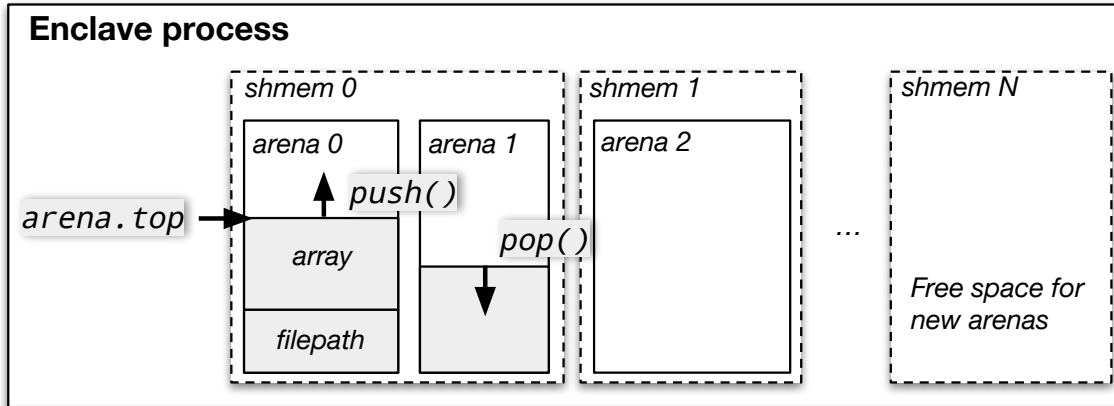 Enclave process
shmem 0
shmem 1
shmem N
arena 0
arena 1
arena 2
push()
arena.top
pop()
array
...
filepath
Free space for
new arenas